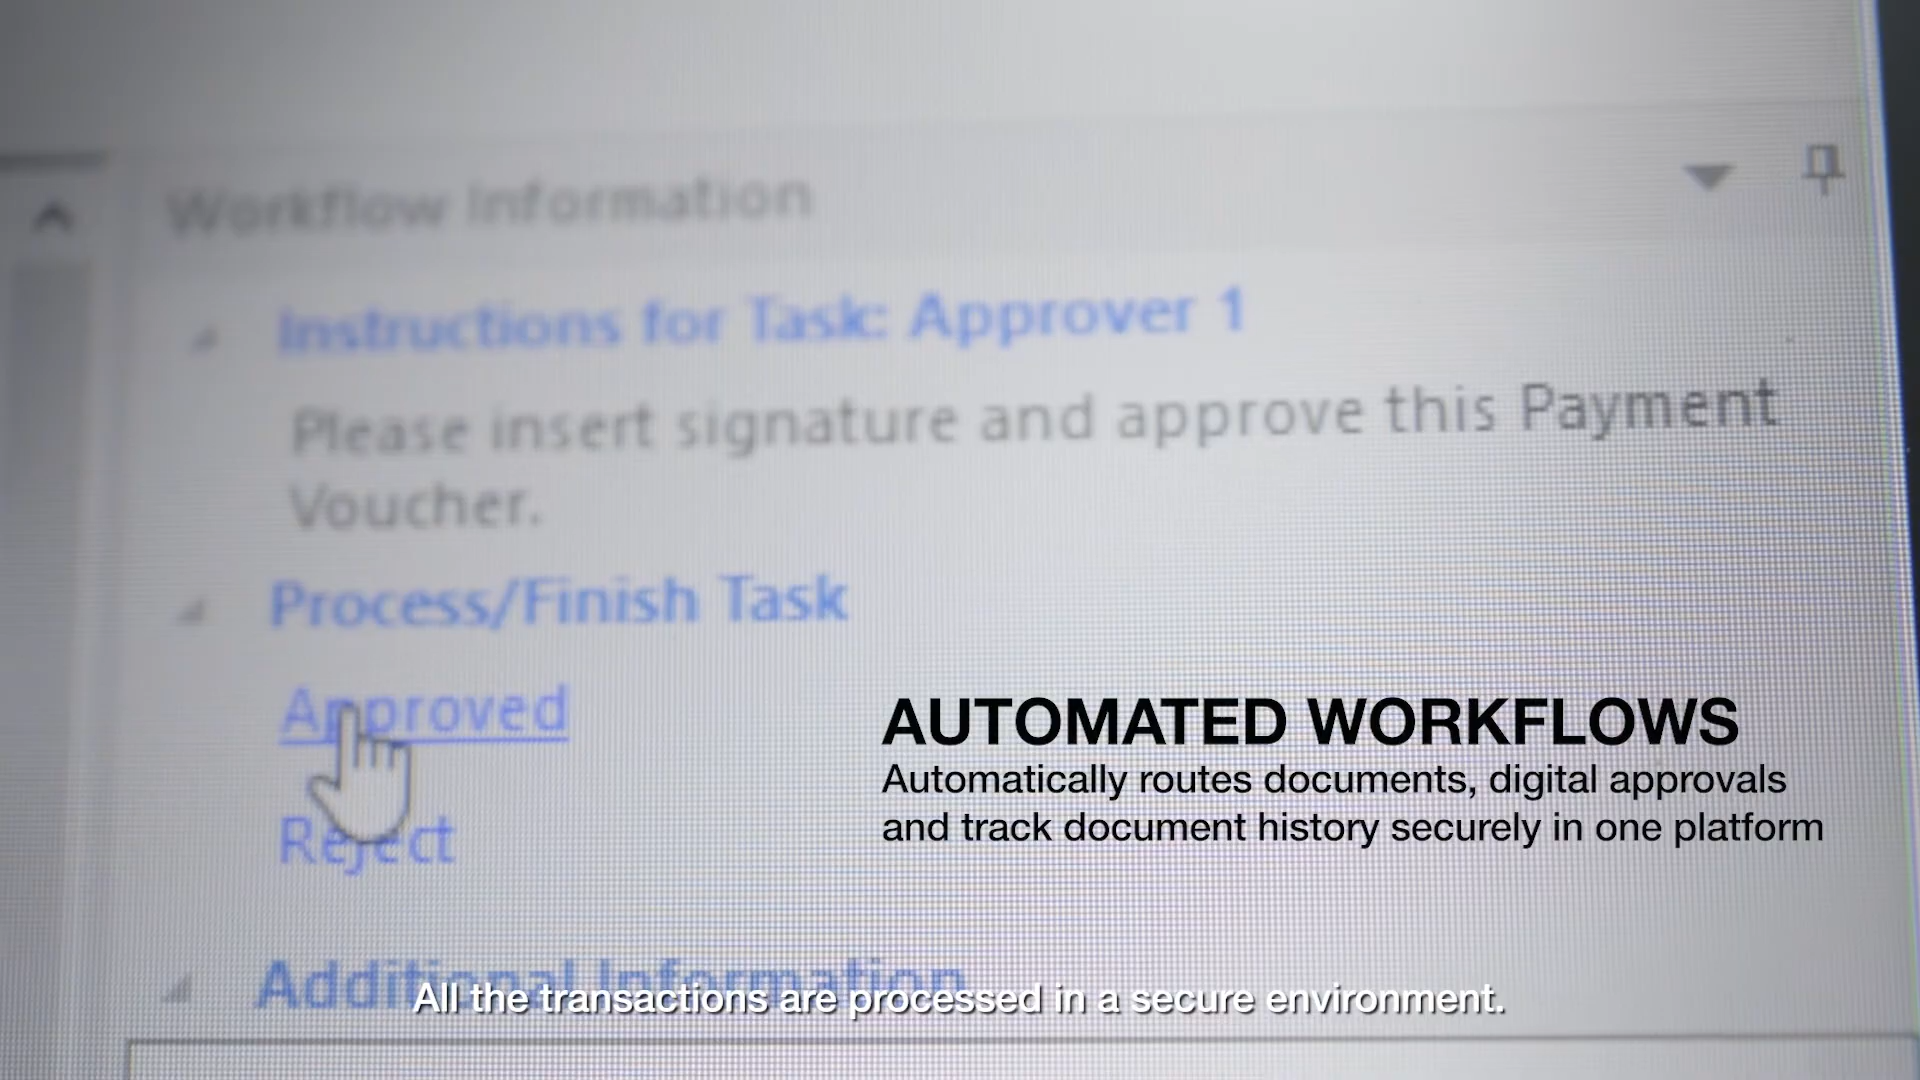 Workflow Information
Instructions for Task: Approver 1
Please insert signature and approve this Payment
Voucher.
Process/Finish Task
Approved
Reject
AUTOMATED WORKFLOWS
Automatically routes documents, digital approvals
and track document history securely in one platform
Additional Information
All the transactions are processed in a secure environment.